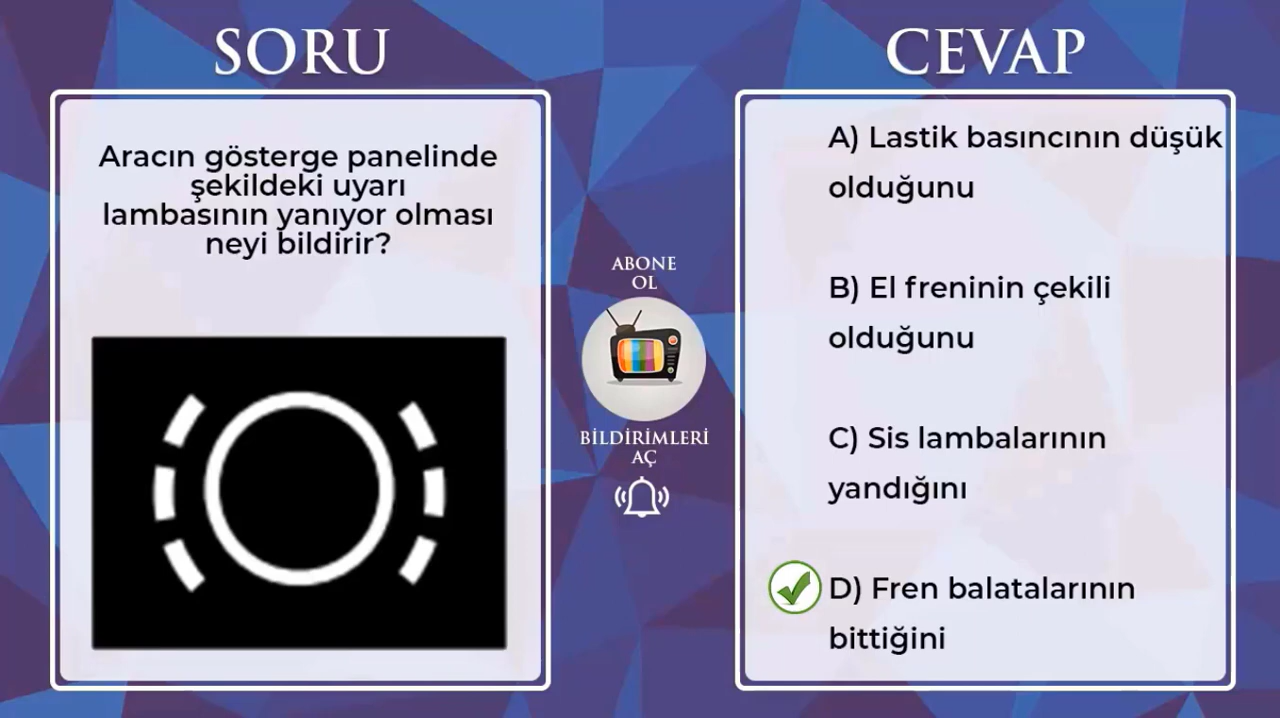 SORU
Aracın gösterge panelinde
şekildeki uyarı
lambasının yanıyor olması
neyi bildirir?
ABONE
OL
BİLDİRİMLERİ
AÇ
CEVAP
A) Lastik basıncının düşük
olduğunu
B) El freninin çekili
olduğunu
C) Sis lambalarının
yandığını
D) Fren balatalarının
bittiğini